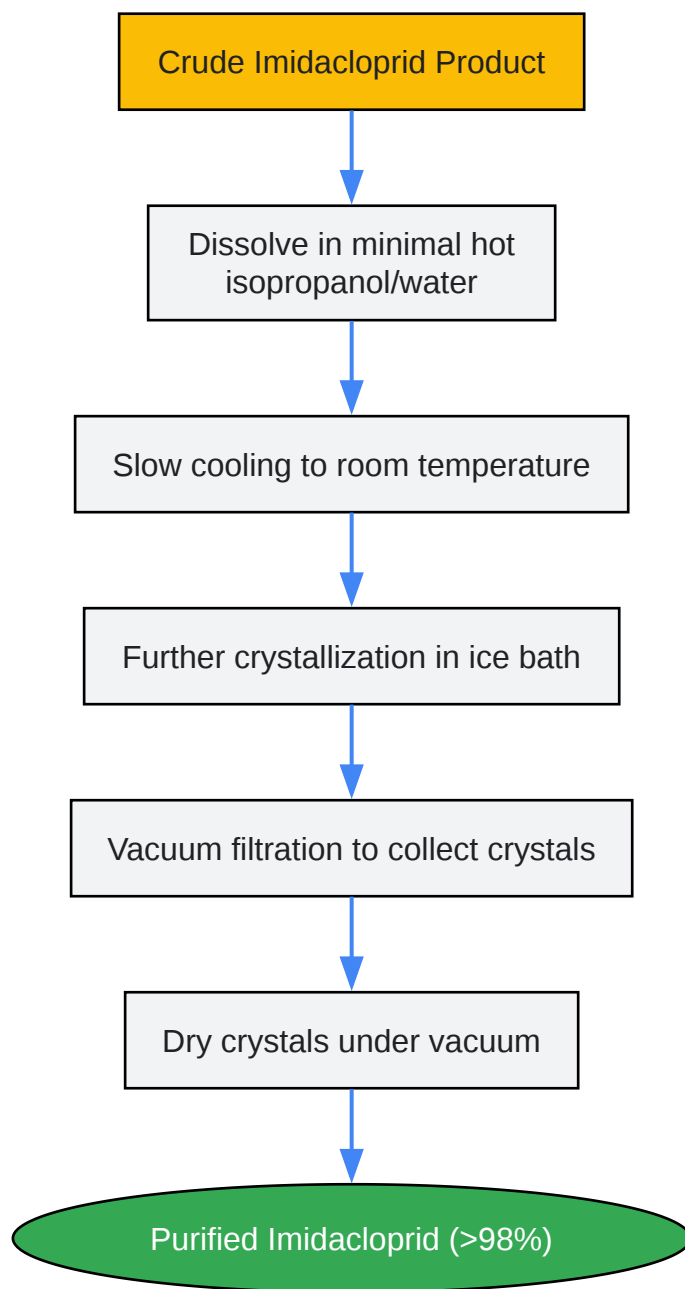 Crude Imidacloprid Product
Dissolve in minimal hot
isopropanol/water
Slow cooling to room temperature
Further crystallization in ice bath
Vacuum filtration to collect crystals
Dry crystals under vacuum
Purified Imidacloprid (>98%)